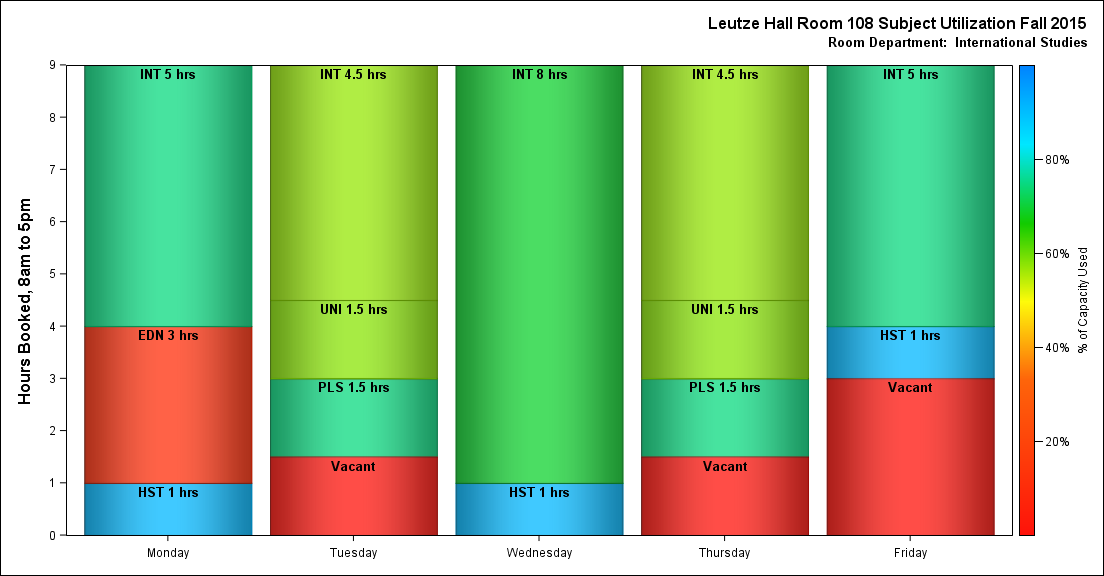 Leutze Hall Room 108 Subject Utilization Fall 2015
Room Department:  International Studies
Hours Booked, 8am to 5pm
9
8
7
6
5
4
3
2
1
0
INT 5 hrs
EDN 3 hrs
HST 1 hrs
Monday
INT 4.5 hrs
UNI 1.5 hrs
PLS 1.5 hrs
Vacant
Tuesday
INT 8 hrs
HST 1 hrs
Wednesday
INT 4.5 hrs
UNI 1.5 hrs
PLS 1.5 hrs
Vacant
Thursday
INT 5 hrs
HST 1 hrs
Vacant
Friday
80%
60%
40%
20%
% of Capacity Used